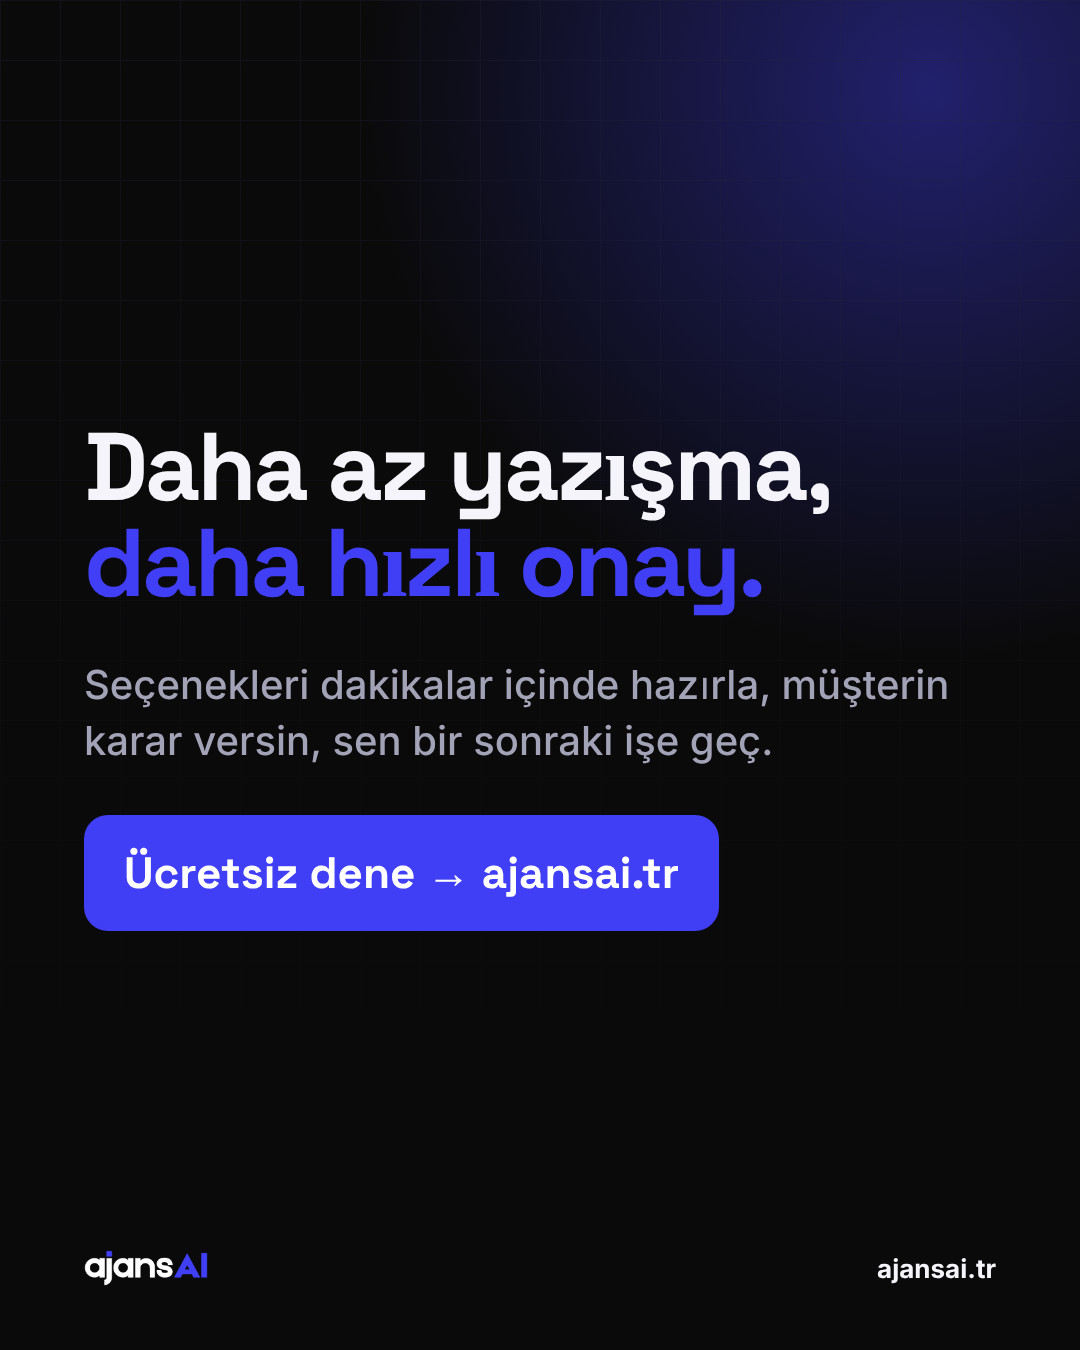 Daha az yazışma,
daha hızlı onay.
Seçenekleri dakikalar içinde hazırla, müşterin
karar versin, sen bir sonraki işe geç.
Ücretsiz dene → ajansai.tr
ajansAI
ajansai.tr